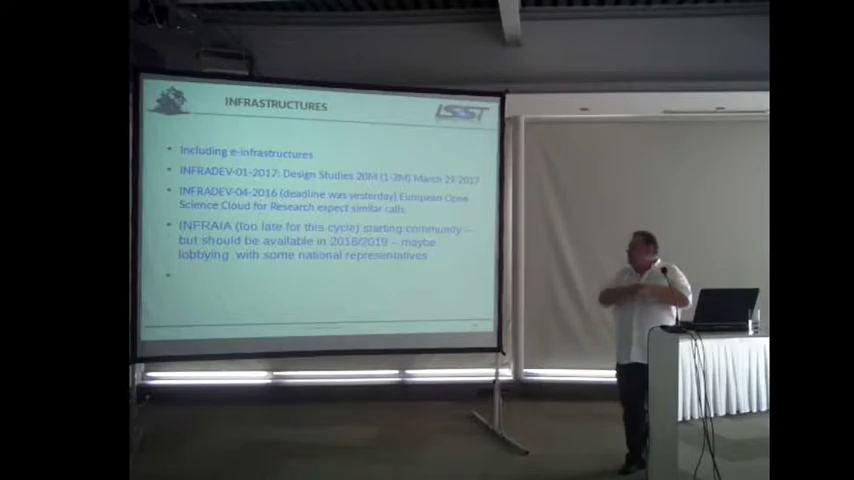 INFRASTRUCTURES
LSST
• Including e-infrastructures
• INFRADEV-01-2017: Design Studies 20M (1-3M) March 29 2017
• INFRADEV-04-2016 (deadline was yesterday) European Open
Science Cloud for Research expect similar calls
• INFRAIA (too late for this cycle) starting community –
but should be available in 2018/2019 – maybe
lobbying with some national representatives
•